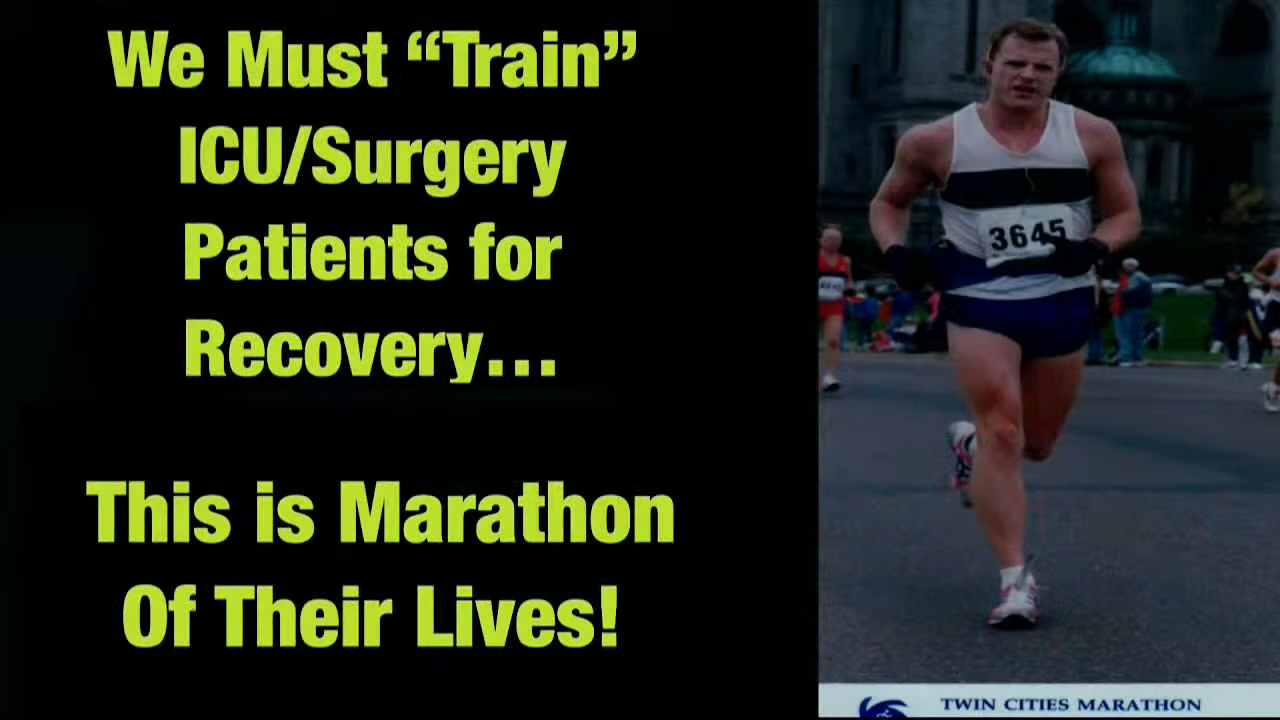 We Must “Train”
ICU/Surgery
Patients for
Recovery…
This is Marathon
Of Their Lives!
3645
TWIN CITIES MARATHON